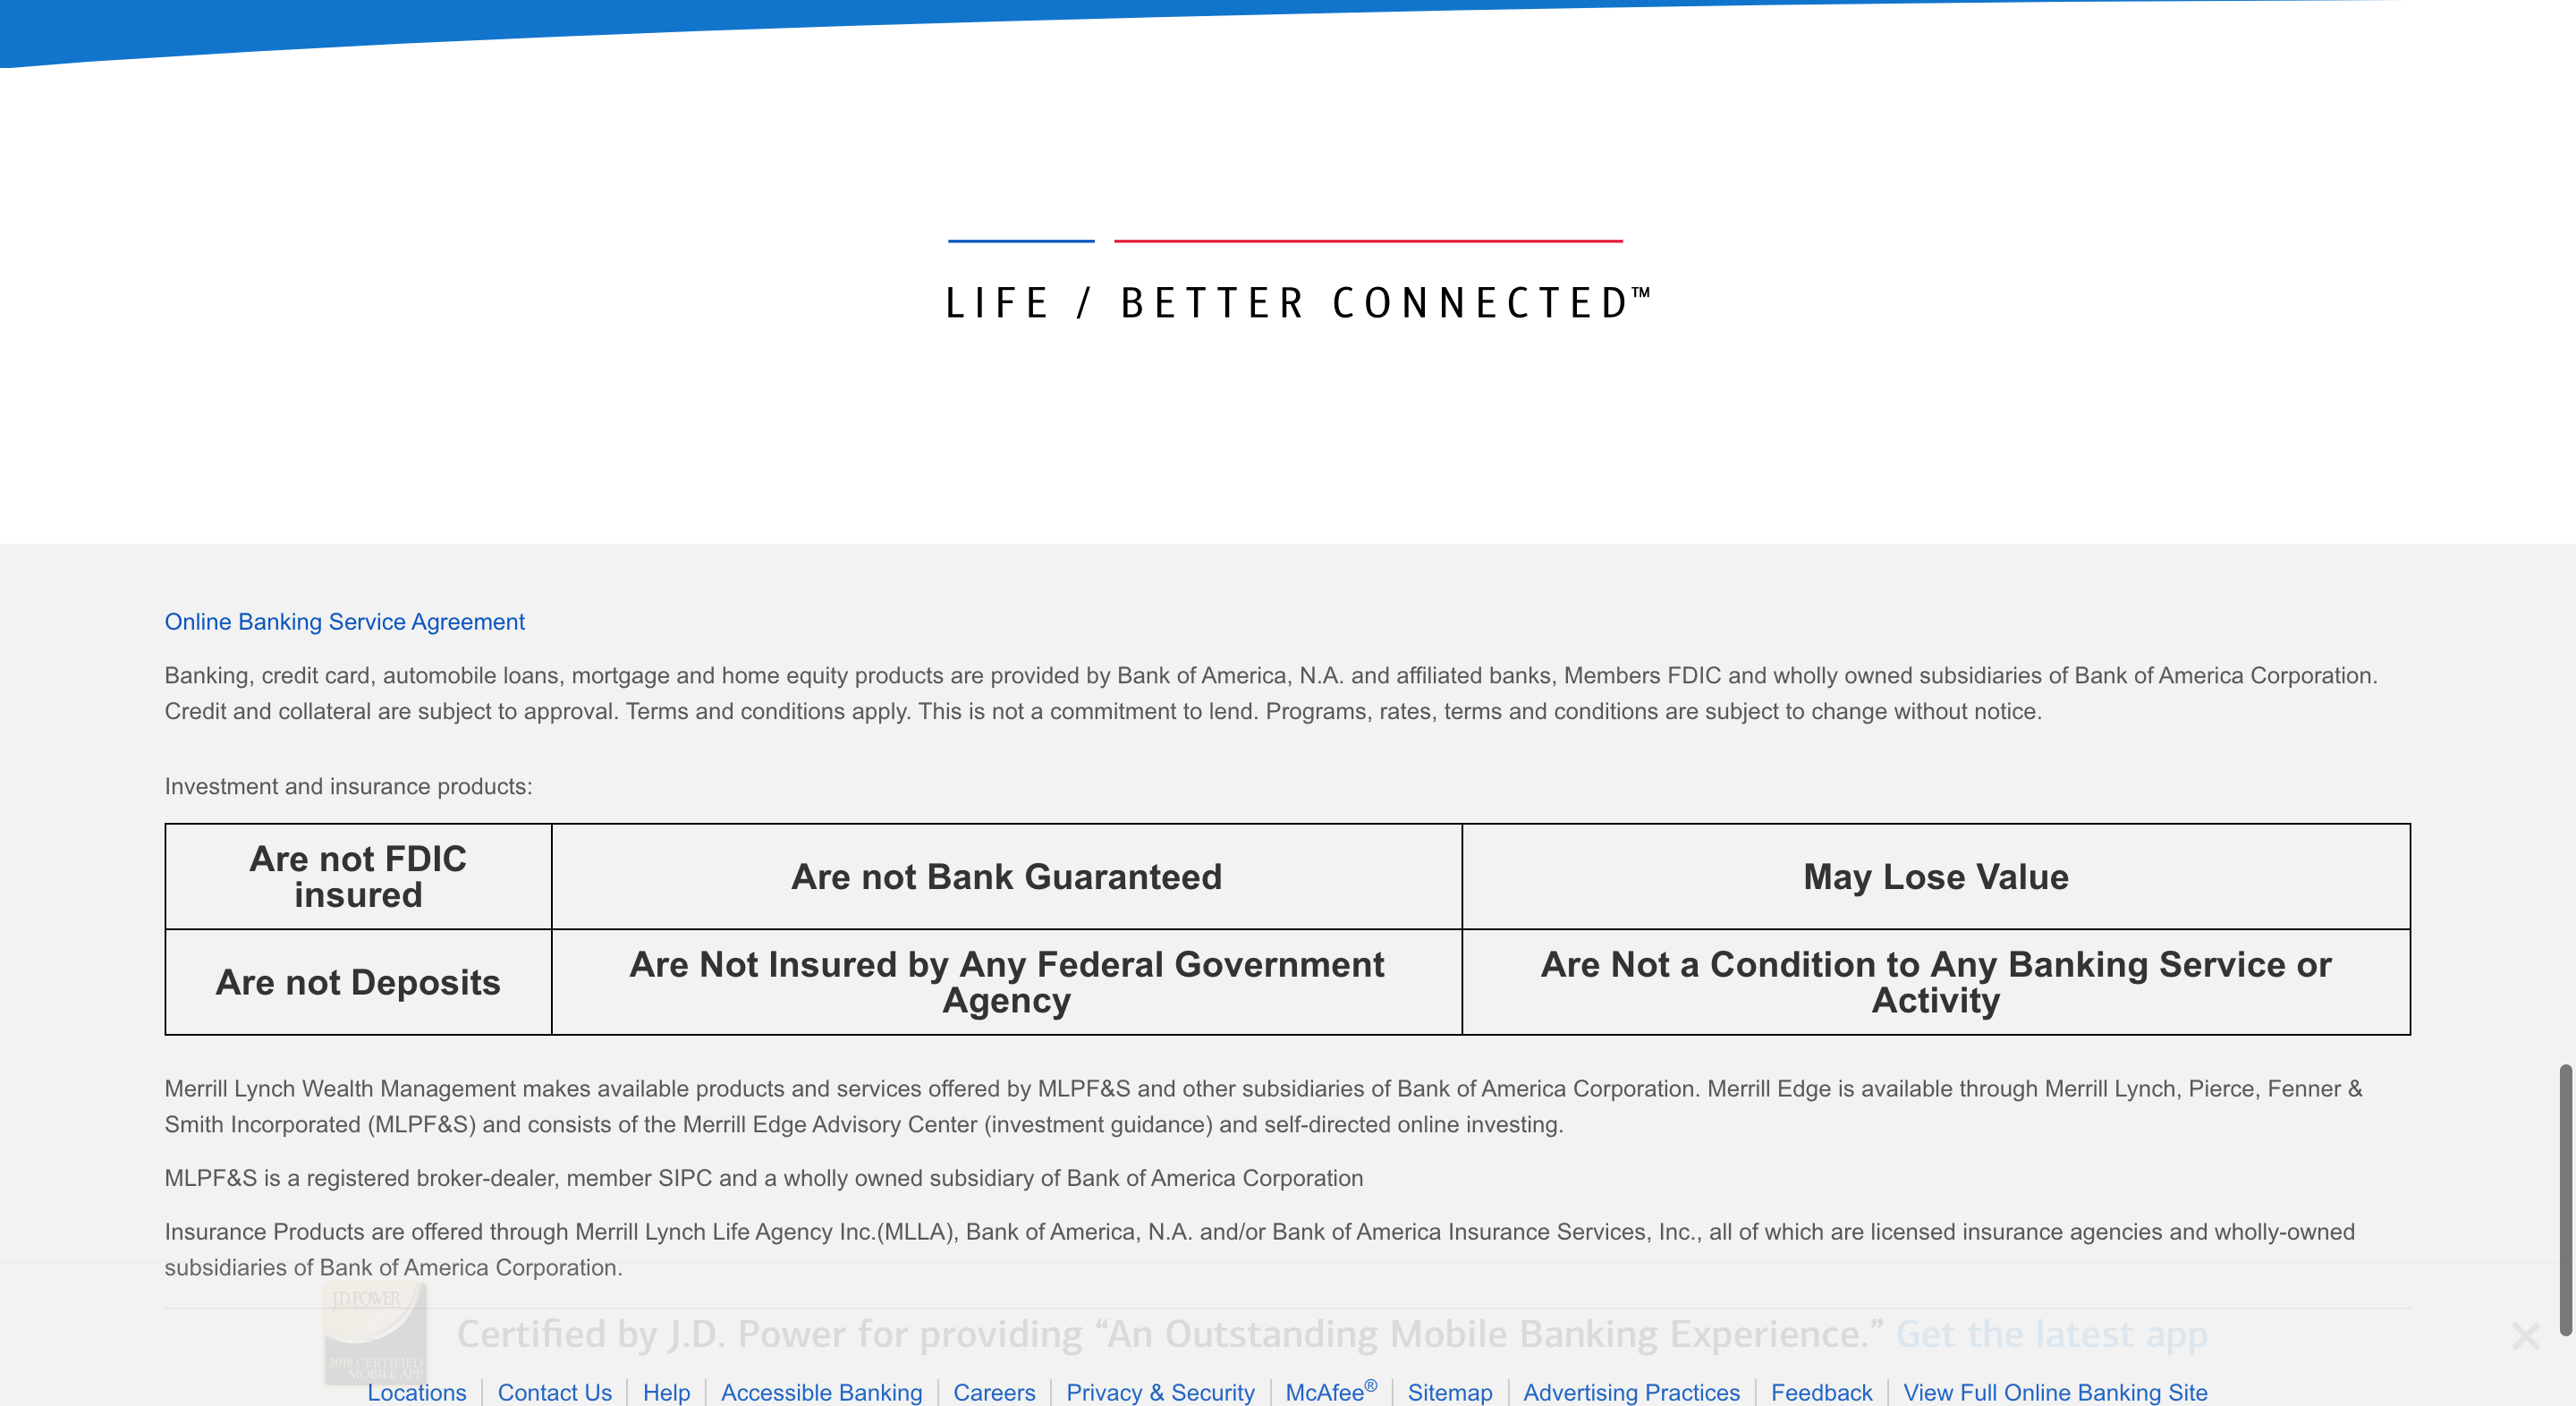 LIFE / BETTER CONNECTED™
Online Banking Service Agreement
Banking, credit card, automobile loans, mortgage and home equity products are provided by Bank of America, N.A. and affiliated banks, Members FDIC and wholly owned subsidiaries of Bank of America Corporation.
Credit and collateral are subject to approval. Terms and conditions apply. This is not a commitment to lend. Programs, rates, terms and conditions are subject to change without notice.
Investment and insurance products:
Are not FDIC
insured
Are not Bank Guaranteed
May Lose Value
Are not Deposits
Are Not Insured by Any Federal Government
Agency
Are Not a Condition to Any Banking Service or
Activity
Merrill Lynch Wealth Management makes available products and services offered by MLPF&S and other subsidiaries of Bank of America Corporation. Merrill Edge is available through Merrill Lynch, Pierce, Fenner &
Smith Incorporated (MLPF&S) and consists of the Merrill Edge Advisory Center (investment guidance) and self-directed online investing.
MLPF&S is a registered broker-dealer, member SIPC and a wholly owned subsidiary of Bank of America Corporation
Insurance Products are offered through Merrill Lynch Life Agency Inc.(MLLA), Bank of America, N.A. and/or Bank of America Insurance Services, Inc., all of which are licensed insurance agencies and wholly-owned
subsidiaries of Bank of America Corporation.
J.D. POWER
2018 CERTIFIED
MOBILE APP
Certified by J.D. Power for providing “An Outstanding Mobile Banking Experience.” Get the latest app
Locations Contact Us Help Accessible Banking Careers Privacy & Security McAfee® Sitemap Advertising Practices Feedback View Full Online Banking Site